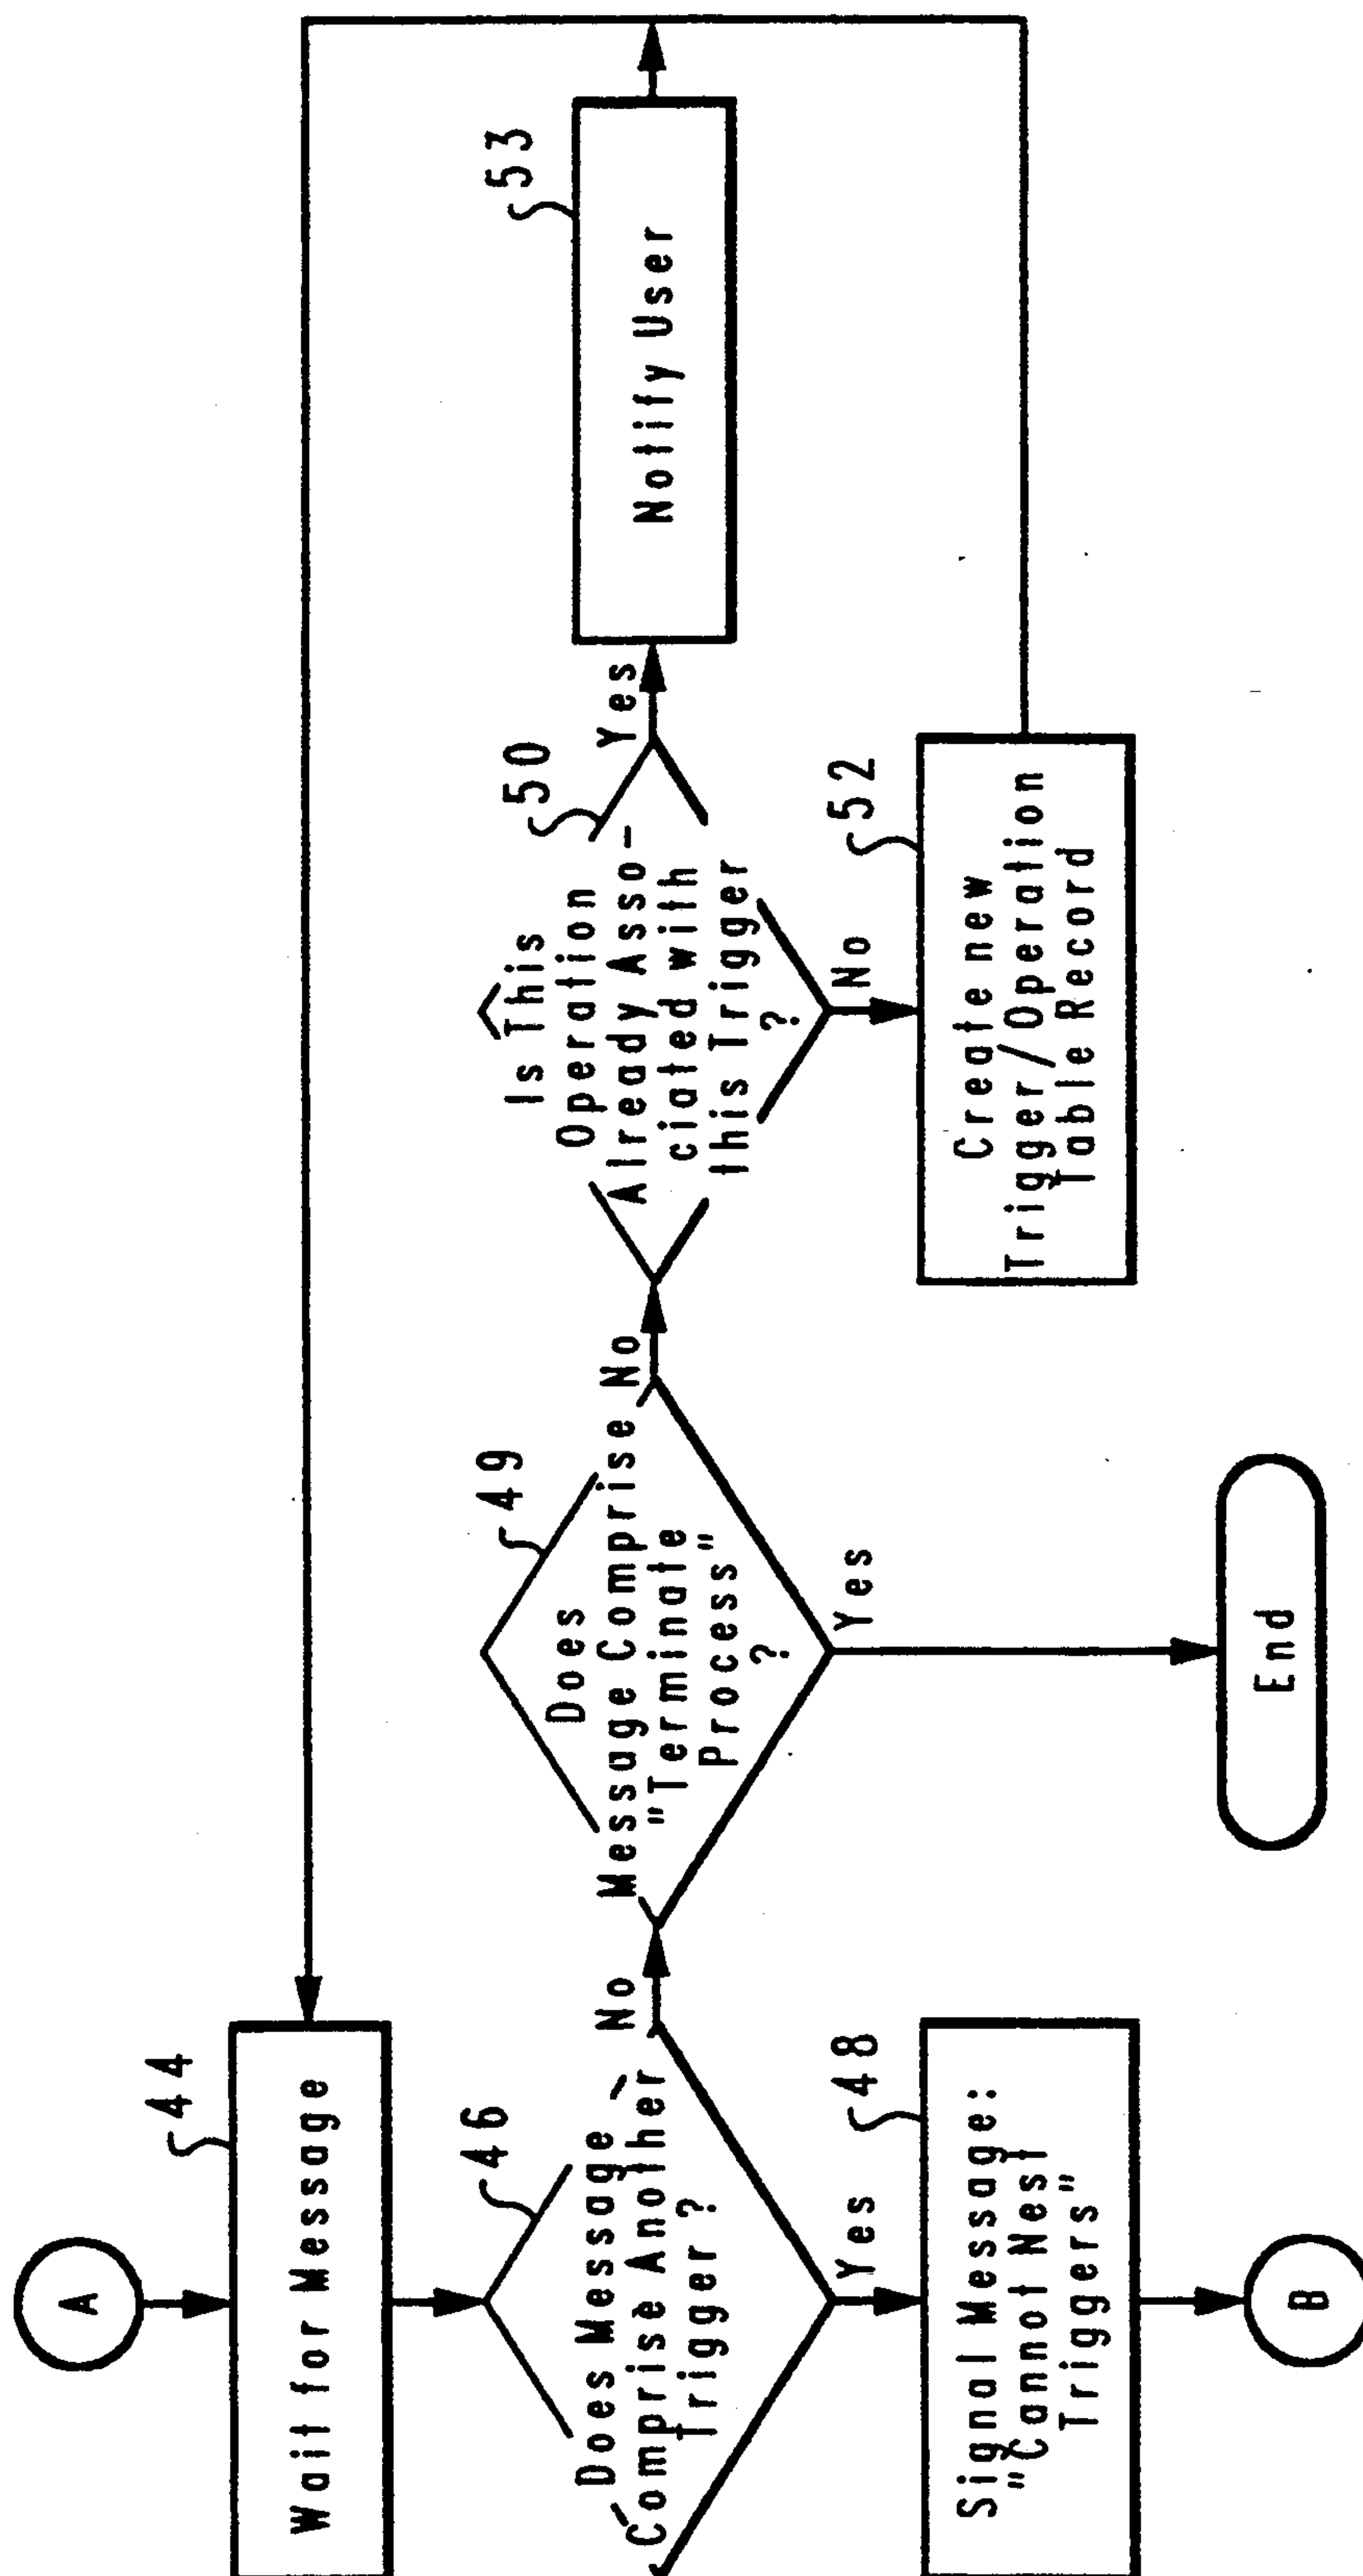 A
44
Wait for Message
46
Does Message
Comprise Another
Trigger ?
No
Yes
48
Signal Message:
"Cannot Nest
Triggers"
B
49
Does
Message Comprise
"Terminate
Process"
?
No
Yes
End
50
Is This
Operation
Already Asso-
ciated with
this Trigger
?
Yes
No
53
Notify User
52
Create new
Trigger/Operation
Table Record